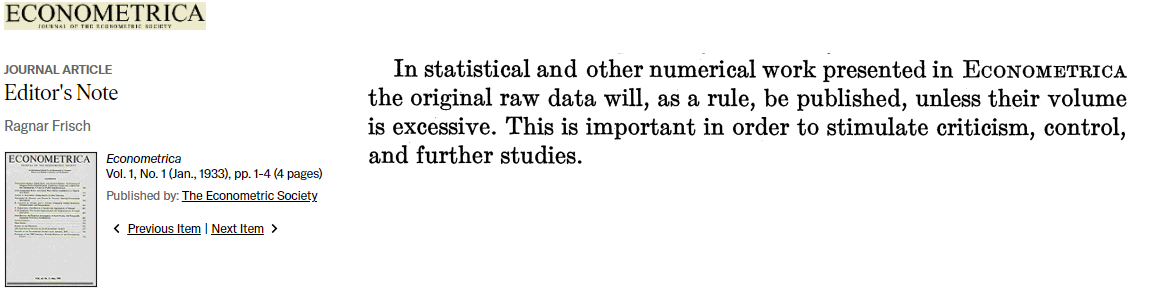 ECONOMETRICA
JOURNAL OF THE ECONOMETRIC SOCIETY
JOURNAL ARTICLE
Editor's Note
Ragnar Frisch
ECONOMETRICA
Econometrica
Vol. 1, No. 1 (Jan., 1933), pp. 1-4 (4 pages)
Published by: The Econometric Society
< Previous Item | Next Item >
In statistical and other numerical work presented in ECONOMETRICA
the original raw data will, as a rule, be published, unless their volume
is excessive. This is important in order to stimulate criticism, control,
and further studies.